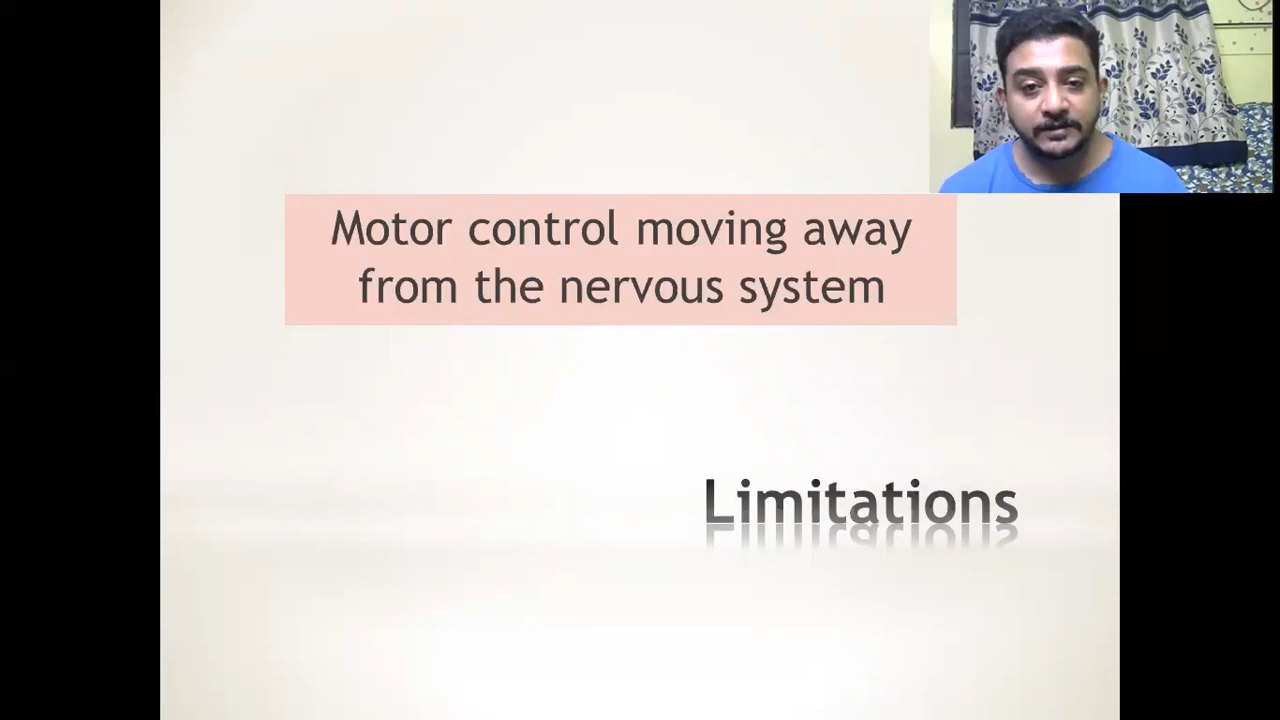 Motor control moving away
from the nervous system
Limitations